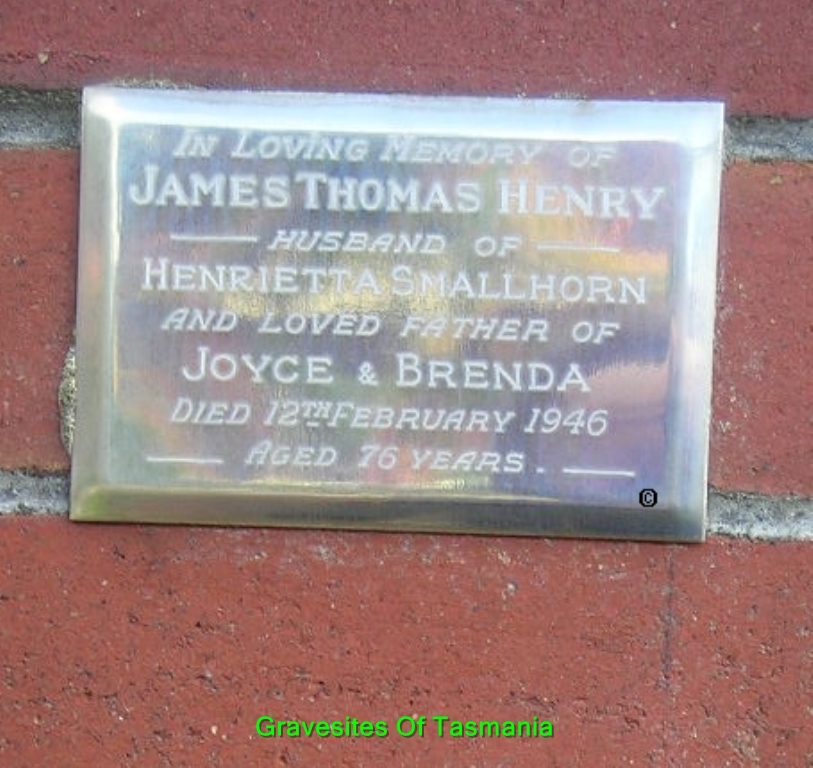 IN LOVING MEMORY OF
JAMES THOMAS HENRY
HUSBAND OF
HENRIETTA SMALLHORN
AND LOVED FATHER OF
JOYCE & BRENDA
DIED 12TH FEBRUARY 1946
AGED 76 YEARS.
©
Gravesites Of Tasmania